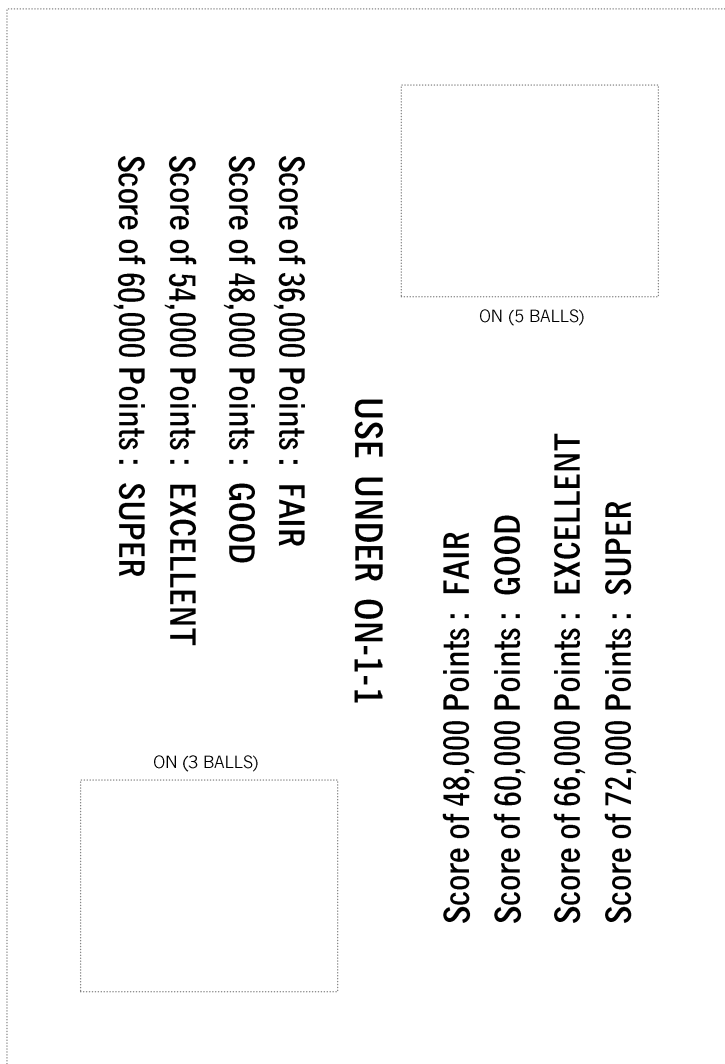 ON (5 BALLS)
Score of 36,000 Points : FAIR
Score of 48,000 Points : GOOD
Score of 54,000 Points : EXCELLENT
Score of 60,000 Points : SUPER
USE UNDER ON-1-1
Score of 48,000 Points : FAIR
Score of 60,000 Points : GOOD
Score of 66,000 Points : EXCELLENT
Score of 72,000 Points : SUPER
ON (3 BALLS)